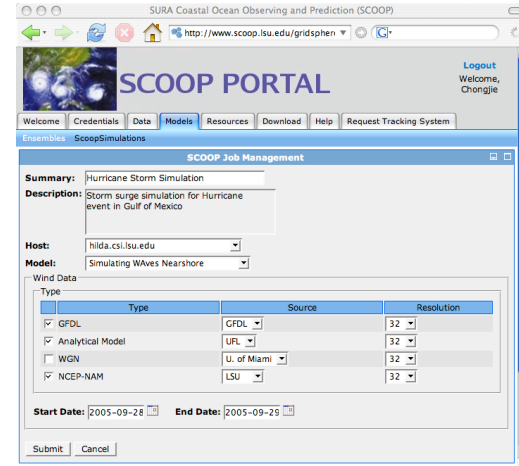 SURA Coastal Ocean Observing and Prediction (SCOOP)
http://www.scoop.lsu.edu/gridspher G
SCOOP PORTAL
Logout
Welcome,
Chongjie
Welcome Credentials Data Models Resources Download Help Request Tracking System
Ensembles ScoopSimulations
SCOOP Job Management
Summary: Hurricane Storm Simulation
Description: Storm surge simulation for Hurricane
event in Gulf of Mexico
Host: hilda.csi.lsu.edu
Model: Simulating WAves Nearshore
Wind Data
Type
Type Source Resolution
GFDL GFDL 32
Analytical Model UFL 32
WGN U. of Miami 32
NCEP-NAM LSU 32
Start Date: 2005-09-28 End Date: 2005-09-29
Submit Cancel